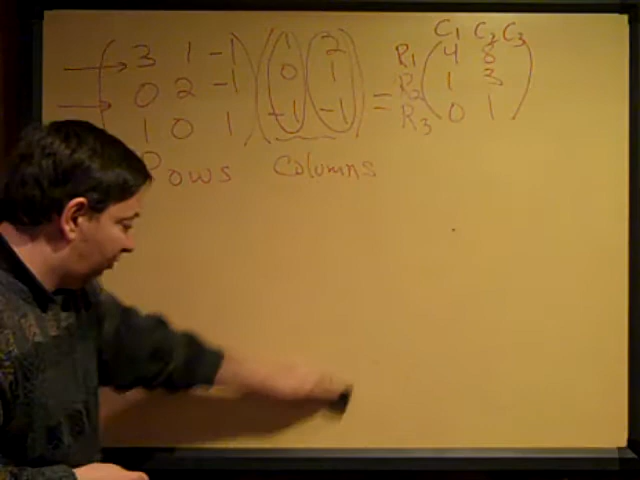 C1 C2 C3
( 3 1 -1 ) ( 1 2 ) R1 ( 4 8 )
0 2 -1 0 1 = R2 1 3
1 0 1 -1 -1 R3 0 1
Rows Columns